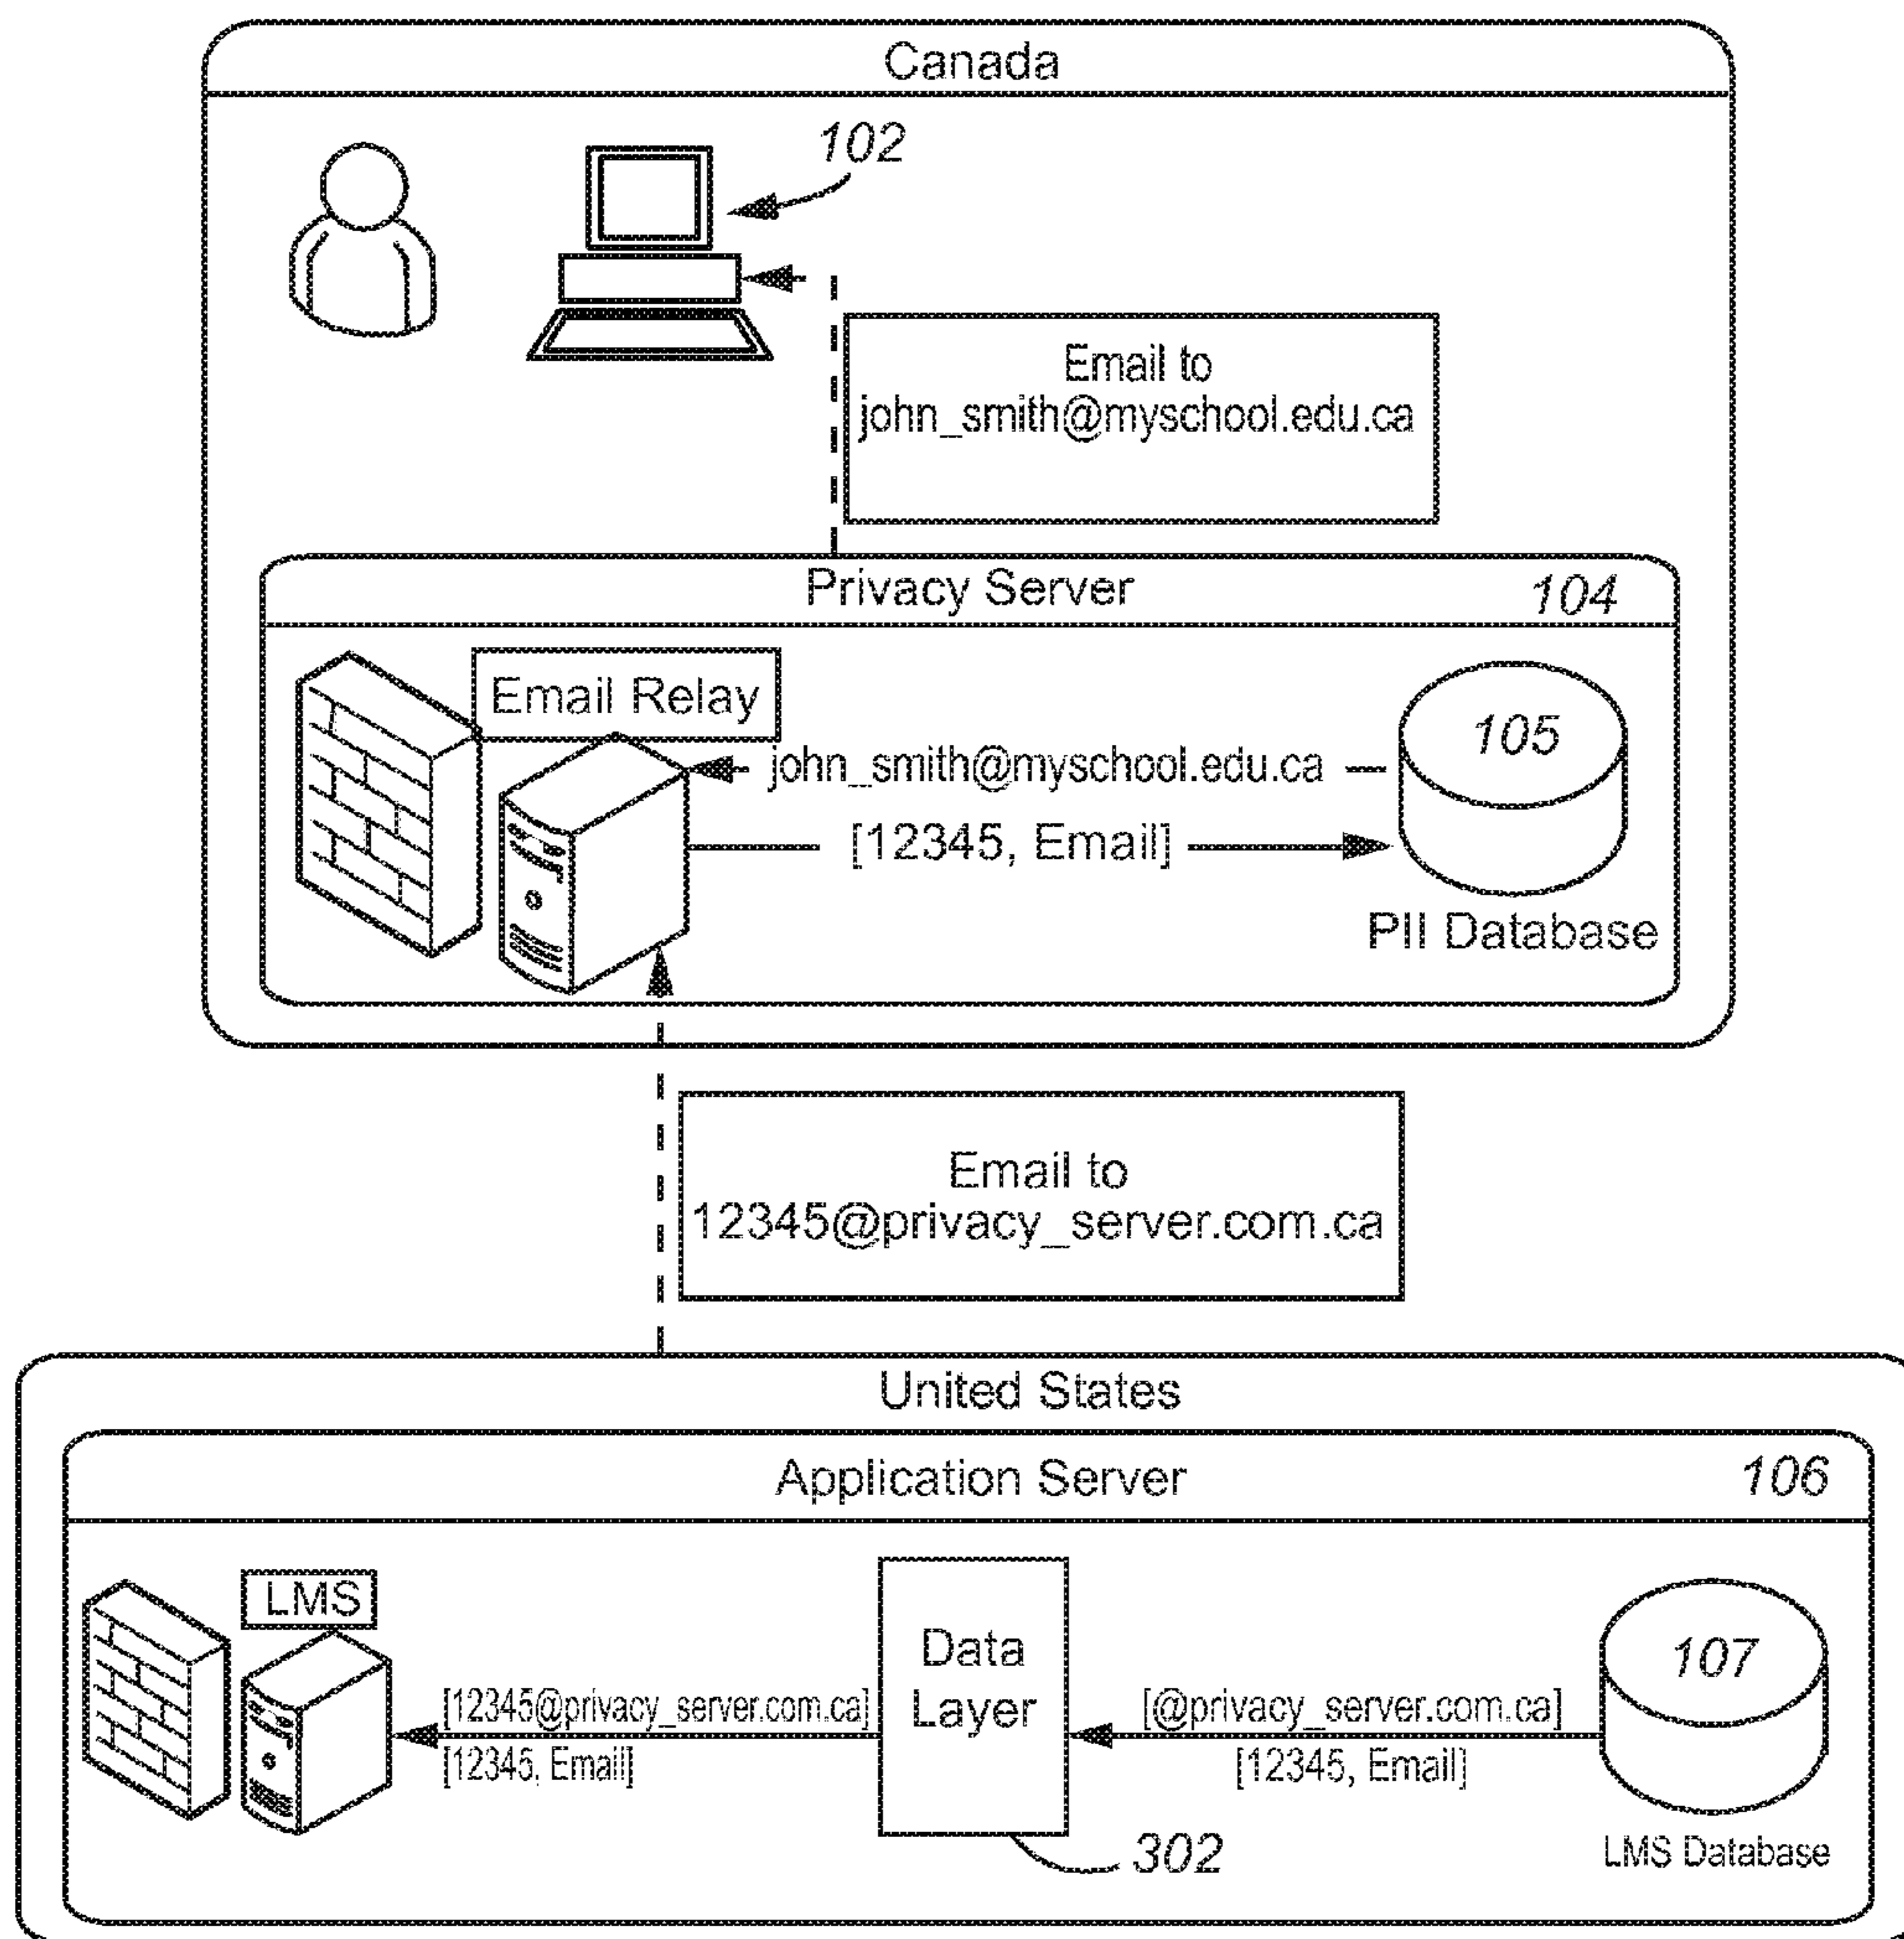 Canada
102
Email to
john_smith@myschool.edu.ca
Privacy Server
104
Email Relay
105
john_smith@myschool.edu.ca
[12345, Email]
PII Database
Email to
12345@privacy_server.com.ca
United States
Application Server
106
LMS
Data
Layer
107
[12345@privacy_server.com.ca]
[12345, Email]
[@privacy_server.com.ca]
[12345, Email]
302
LMS Database